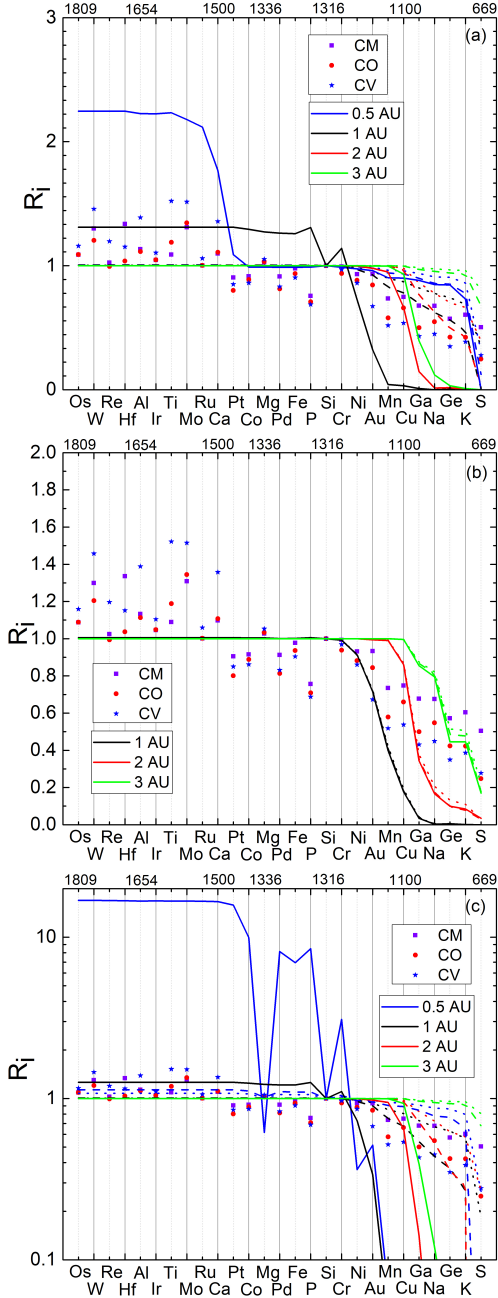 1809 1654 1500 1336 1316 1100 669
3
(a)
CM
CO
CV
2
0.5 AU
1 AU
2 AU
3 AU
Ri
1
0
Os Re Al Ti Ru Pt Mg Fe Si Ni Mn Ga Ge S
W Hf Ir Mo Ca Co Pd P Cr Au Cu Na K
1809 1654 1500 1336 1316 1100 669
2.0
(b)
1.8
1.6
1.4
1.2
Ri
1.0
0.8
CM
CO
CV
0.6
0.4
1 AU
2 AU
3 AU
0.2
0.0
Os Re Al Ti Ru Pt Mg Fe Si Ni Mn Ga Ge S
W Hf Ir Mo Ca Co Pd P Cr Au Cu Na K
1809 1654 1500 1336 1316 1100 669
(c)
10
CM
CO
CV
0.5 AU
1 AU
2 AU
3 AU
Ri
1
0.1
Os Re Al Ti Ru Pt Mg Fe Si Ni Mn Ga Ge S
W Hf Ir Mo Ca Co Pd P Cr Au Cu Na K